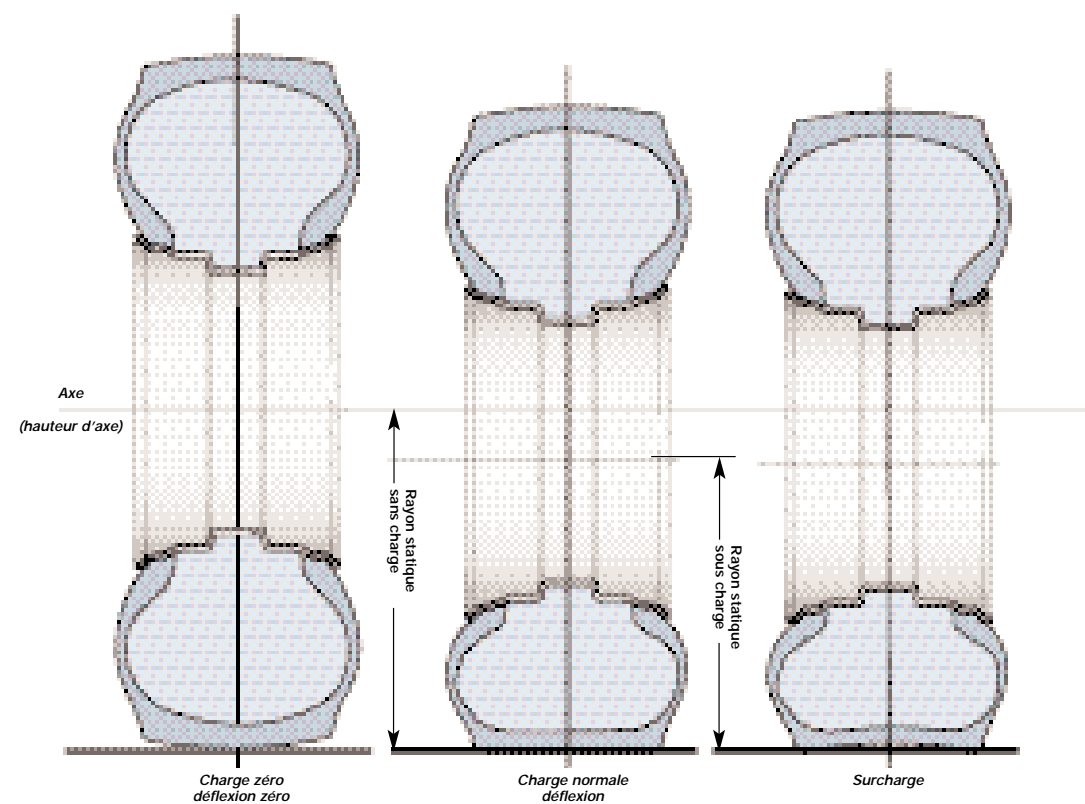 Axe
(hauteur d'axe)
Rayon statique
sans charge
Rayon statique
sous charge
Charge zéro
déflexion zéro
Charge normale
déflexion
Surcharge